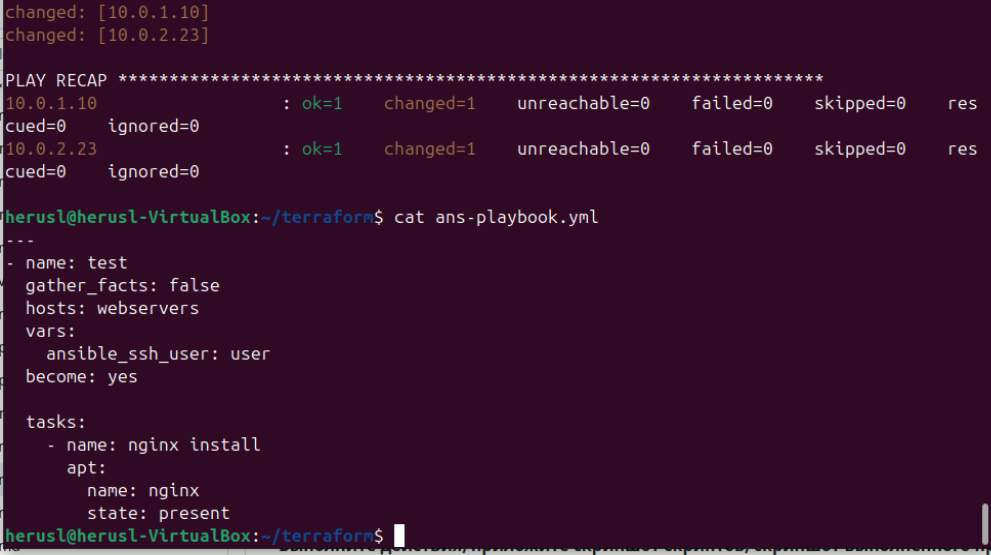 changed: [10.0.1.10]
changed: [10.0.2.23]
PLAY RECAP *********************************************************************
10.0.1.10                  : ok=1    changed=1    unreachable=0    failed=0    skipped=0    res
cued=0    ignored=0
10.0.2.23                  : ok=1    changed=1    unreachable=0    failed=0    skipped=0    res
cued=0    ignored=0
herusl@herusl-VirtualBox:~/terraform$ cat ans-playbook.yml
---
- name: test
  gather_facts: false
  hosts: webservers
  vars:
    ansible_ssh_user: user
  become: yes
  tasks:
    - name: nginx install
      apt:
        name: nginx
        state: present
herusl@herusl-VirtualBox:~/terraform$